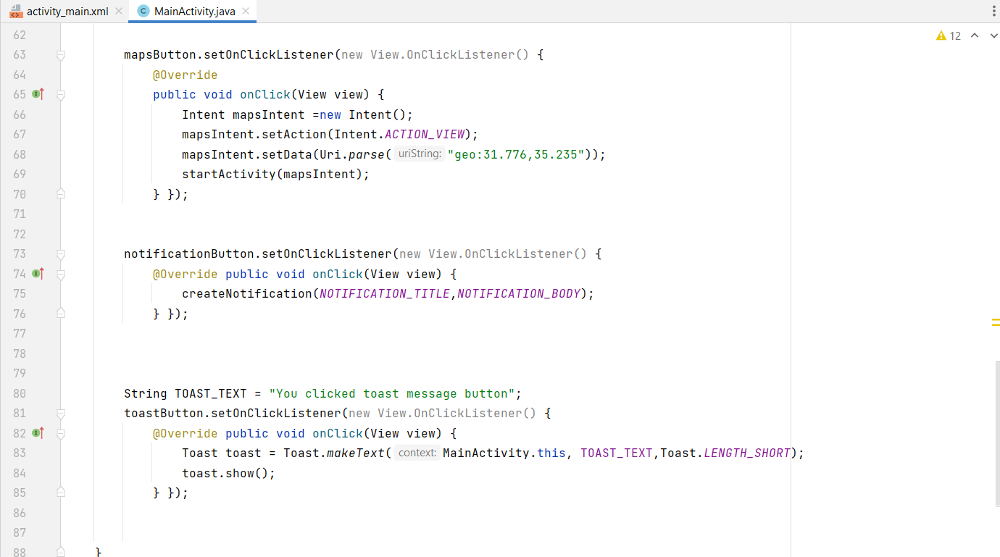 activity_main.xml MainActivity.java
12
62
63 mapsButton.setOnClickListener(new View.OnClickListener() {
64 @Override
65 public void onClick(View view) {
66 Intent mapsIntent =new Intent();
67 mapsIntent.setAction(Intent.ACTION_VIEW);
68 mapsIntent.setData(Uri.parse( uriString: "geo:31.776,35.235"));
69 startActivity(mapsIntent);
70 } });
71
72
73 notificationButton.setOnClickListener(new View.OnClickListener() {
74 @Override public void onClick(View view) {
75 createNotification(NOTIFICATION_TITLE,NOTIFICATION_BODY);
76 } });
77
78
79
80 String TOAST_TEXT = "You clicked toast message button";
81 toastButton.setOnClickListener(new View.OnClickListener() {
82 @Override public void onClick(View view) {
83 Toast toast = Toast.makeText( context: MainActivity.this, TOAST_TEXT,Toast.LENGTH_SHORT);
84 toast.show();
85 } });
86
87
88 }